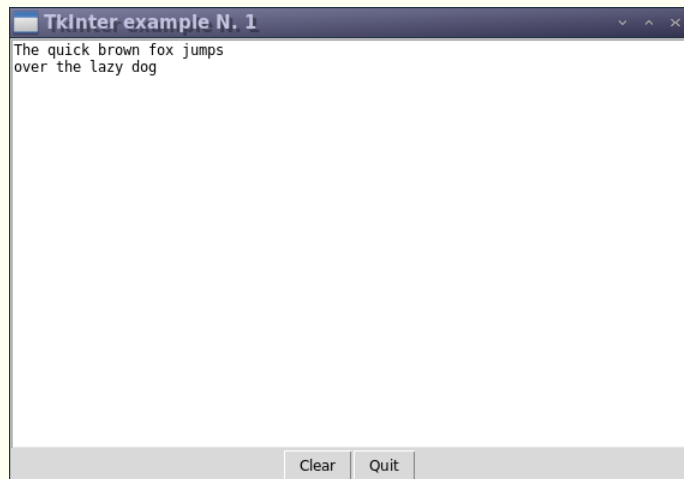 TkInter example N. 1
The quick brown fox jumps
over the lazy dog
Clear Quit